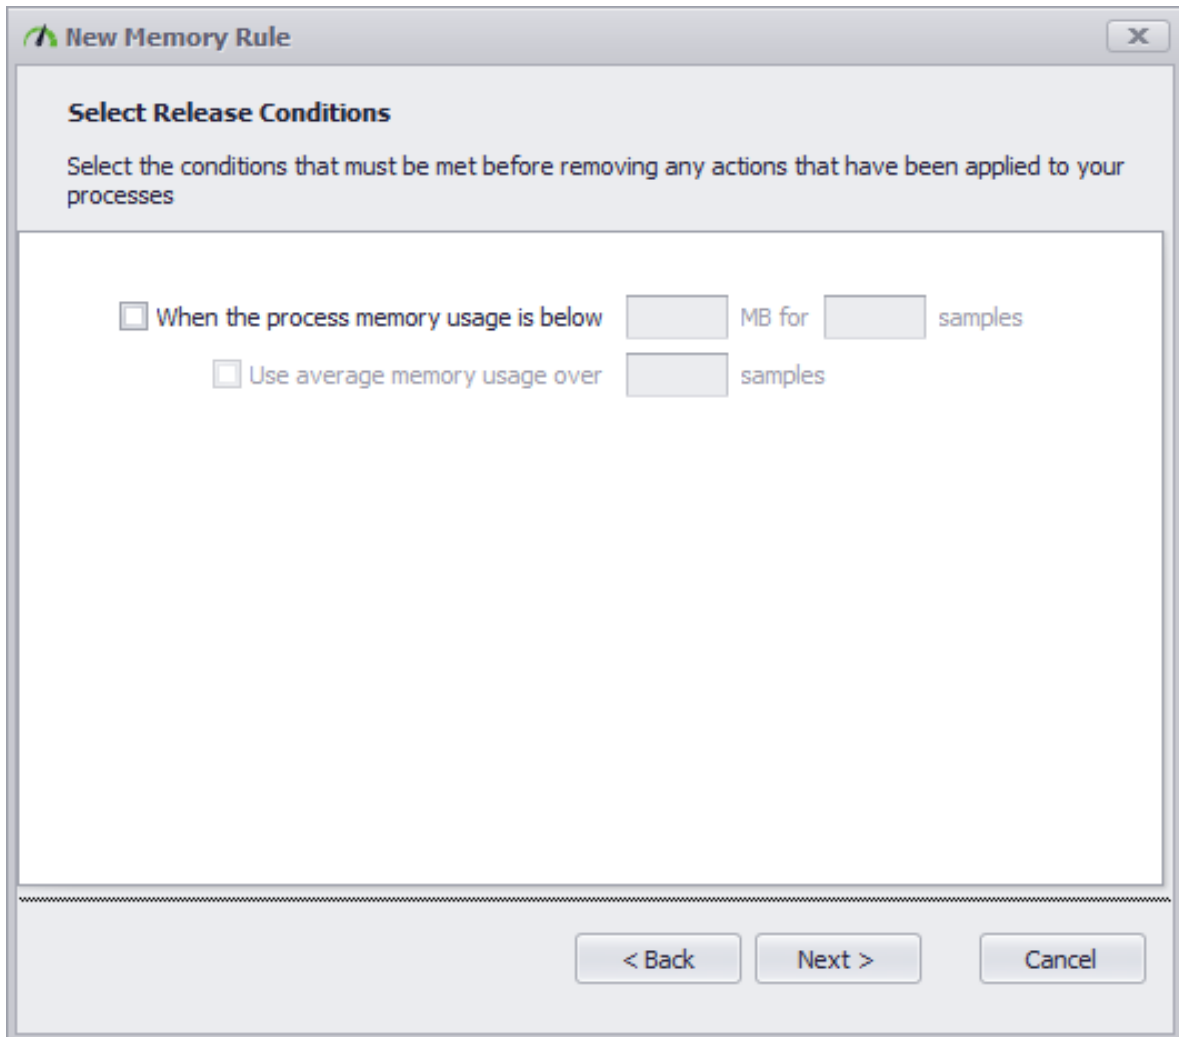 New Memory Rule
Select Release Conditions
Select the conditions that must be met before removing any actions that have been applied to your
processes
When the process memory usage is below MB for samples
Use average memory usage over samples
< Back Next > Cancel